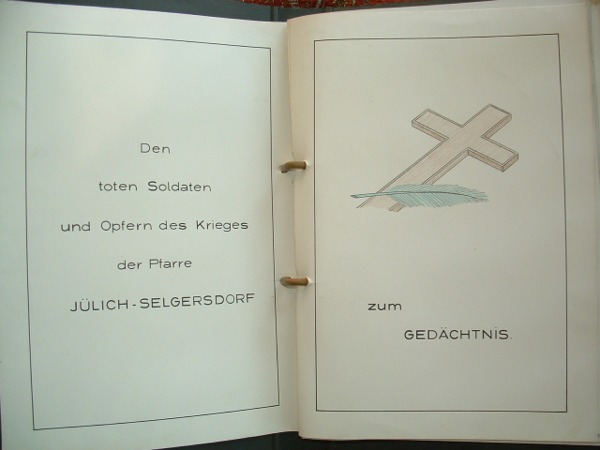 Den
toten Soldaten
und Opfern des Krieges
der Pfarre
JÜLICH-SELGERSDORF
zum
GEDÄCHTNIS.